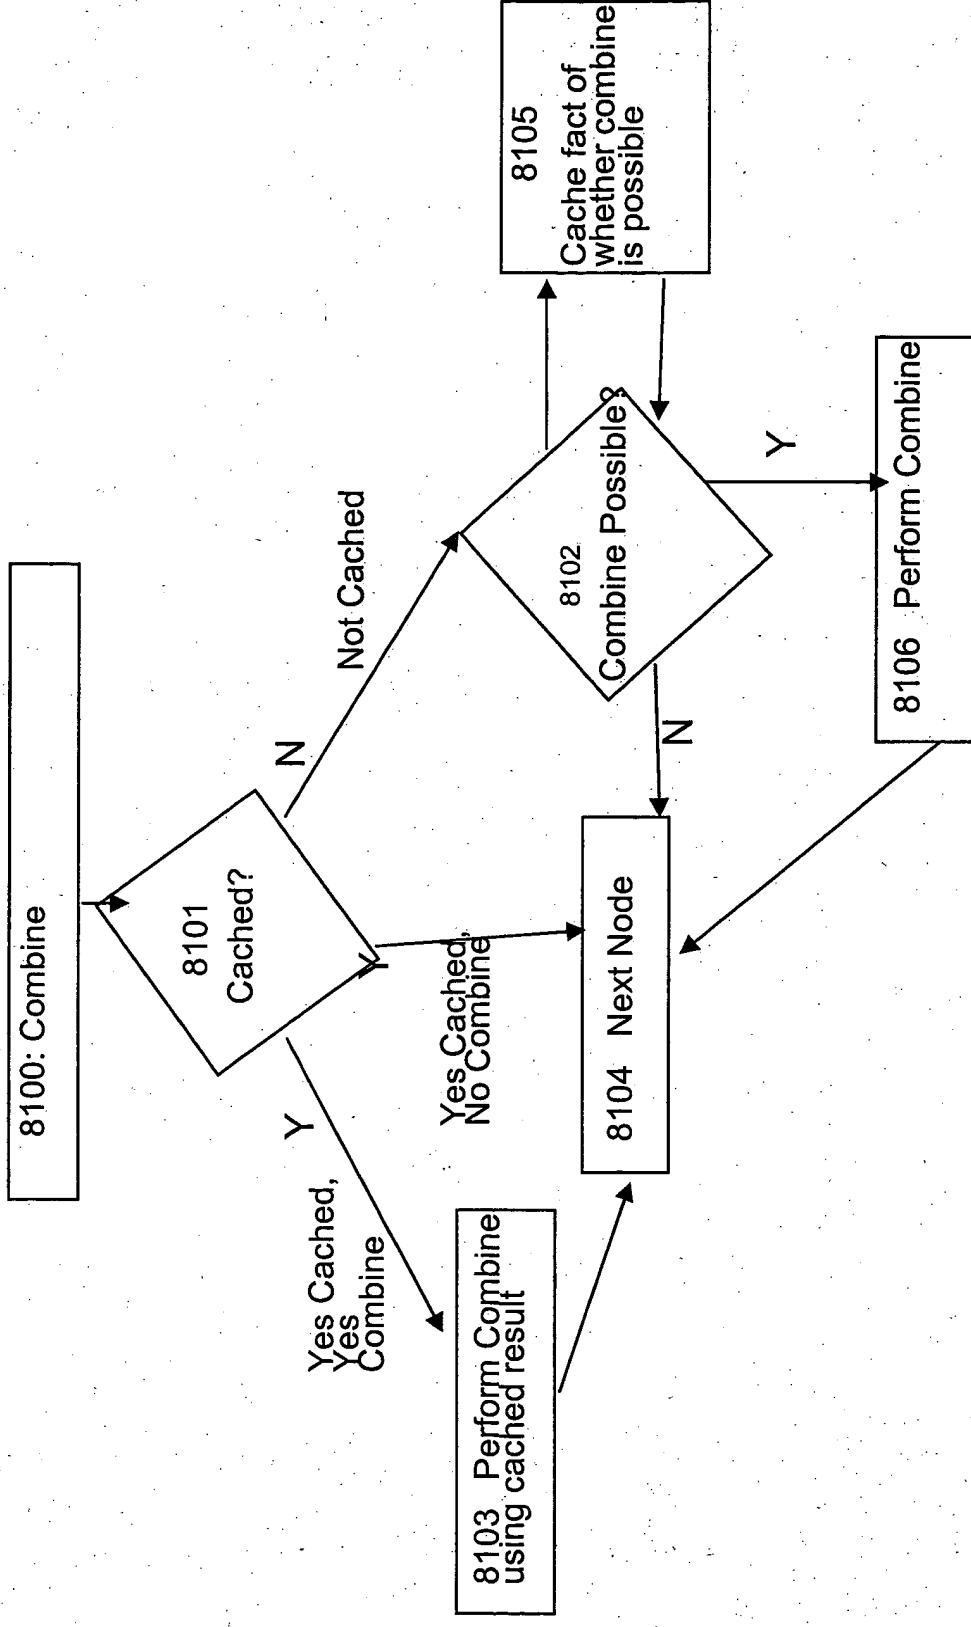 8100: Combine
8101
Cached?
Y
Yes Cached,
Yes
Combine
Y
Yes Cached,
No Combine
N
Not Cached
8103 Perform Combine
using cached result
8104 Next Node
N
8102
Combine Possible?
Y
8105
Cache fact of
whether combine
is possible
8106 Perform Combine